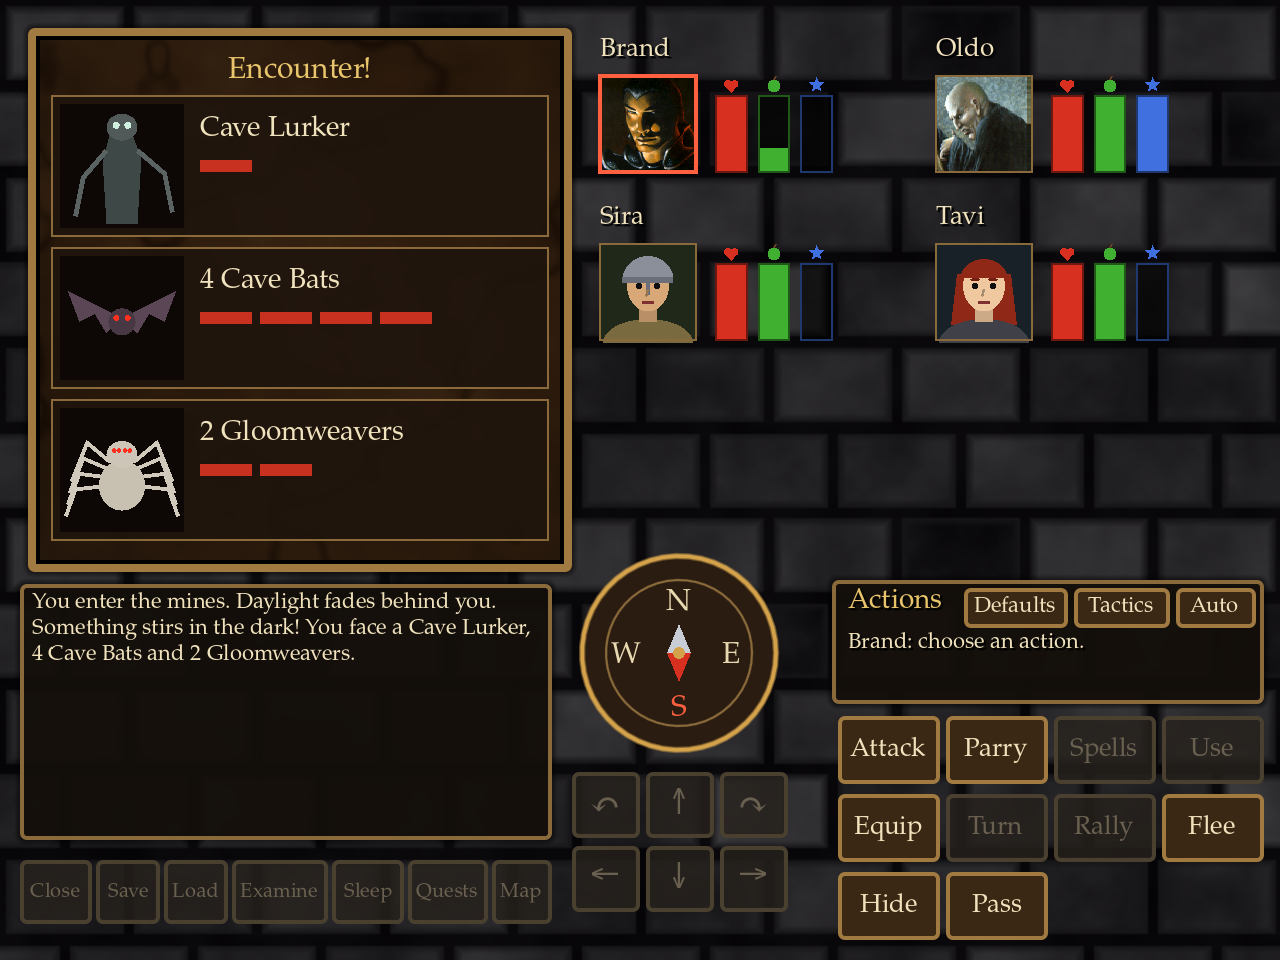 Encounter!
Cave Lurker
4 Cave Bats
2 Gloomweavers
Brand
Oldo
Sira
Tavi
You enter the mines. Daylight fades behind you.
Something stirs in the dark! You face a Cave Lurker,
4 Cave Bats and 2 Gloomweavers.
N
W E
S
Actions Defaults Tactics Auto
Brand: choose an action.
Attack Parry Spells Use
Equip Turn Rally Flee
Hide Pass
Close Save Load Examine Sleep Quests Map